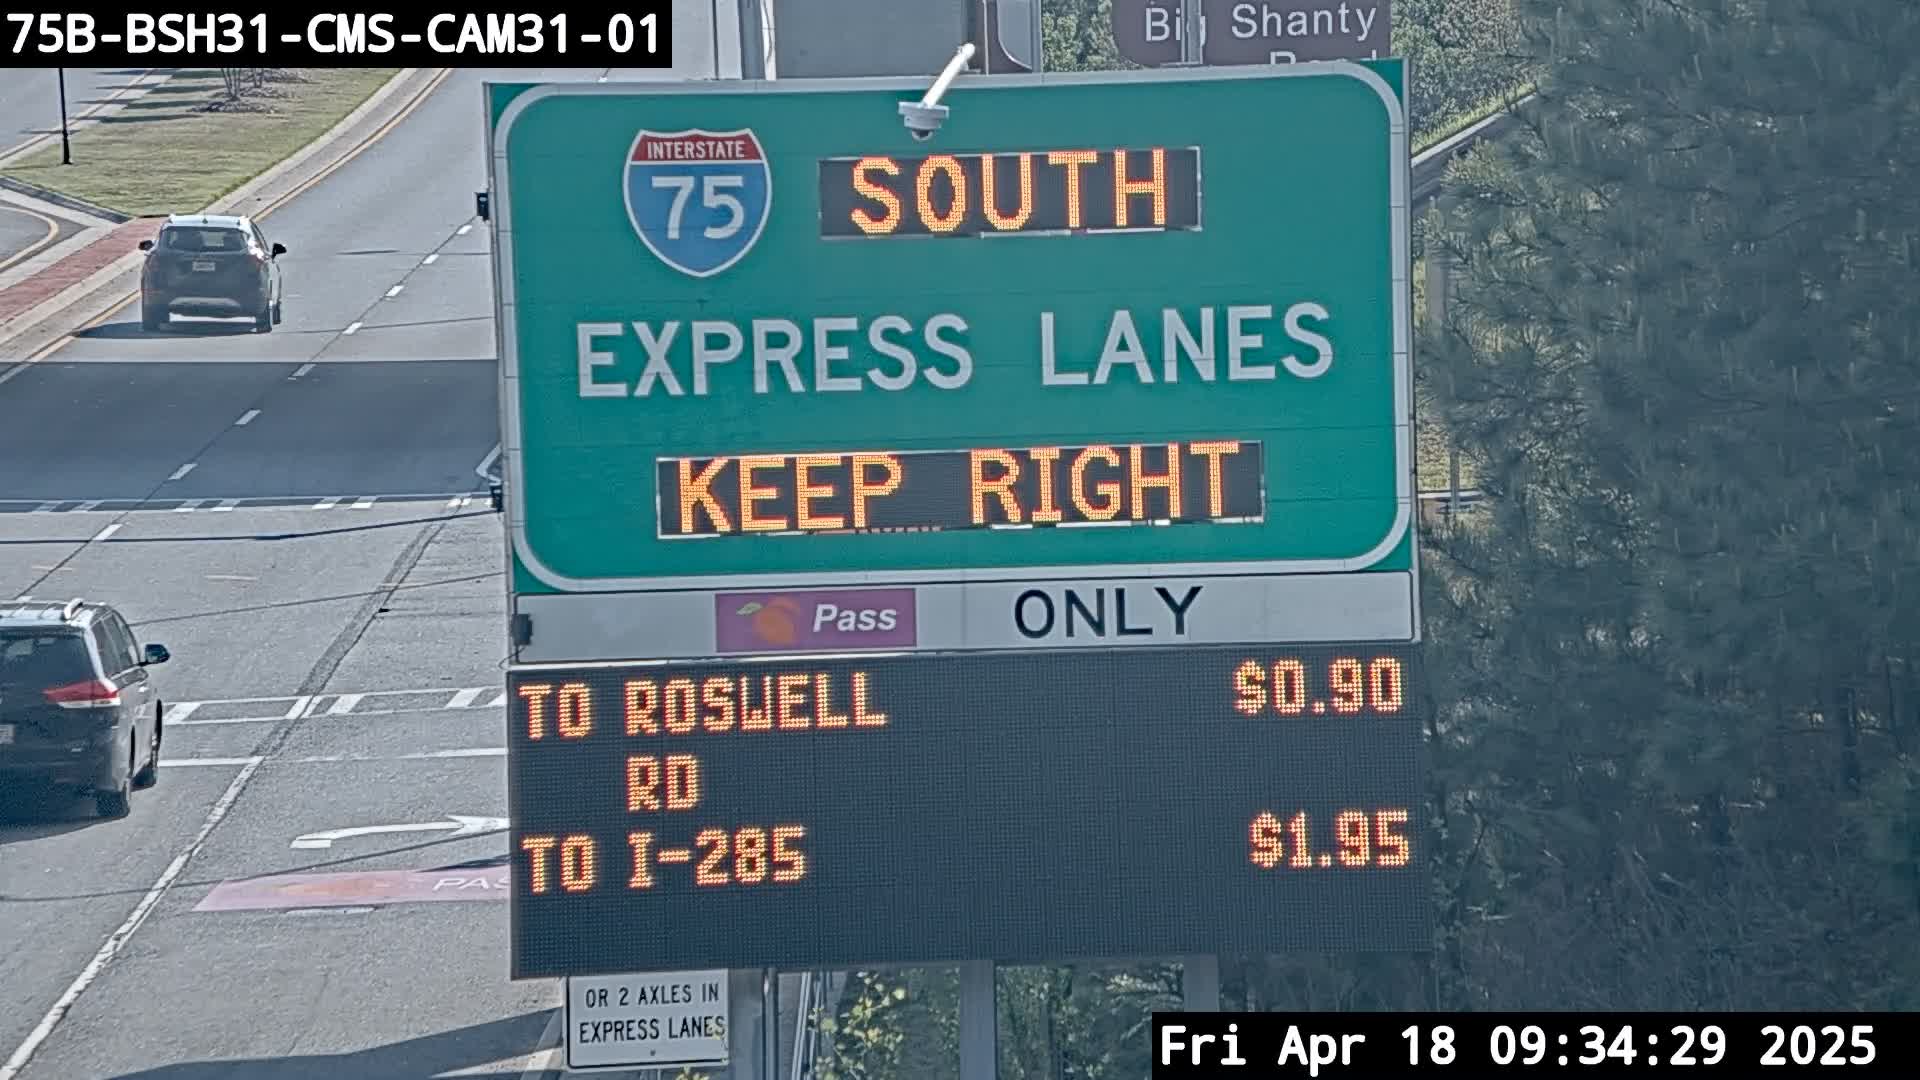 75B-BSH31-CMS-CAM31-01
Big Shanty
Road
INTERSTATE
75
SOUTH
EXPRESS LANES
KEEP RIGHT
Pass ONLY
TO ROSWELL $0.90
RD
TO I-285 $1.95
OR 2 AXLES IN
EXPRESS LANES
Fri Apr 18 09:34:29 2025